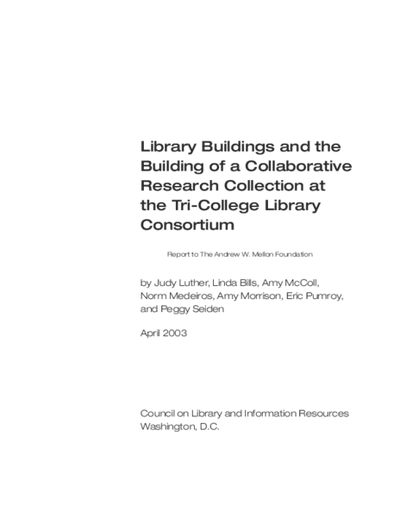 Library Buildings and the
Building of a Collaborative
Research Collection at
the Tri-College Library
Consortium
Report to The Andrew W. Mellon Foundation
by Judy Luther, Linda Bills, Amy McColl,
Norm Medeiros, Amy Morrison, Eric Pumroy,
and Peggy Seiden
April 2003
Council on Library and Information Resources
Washington, D.C.